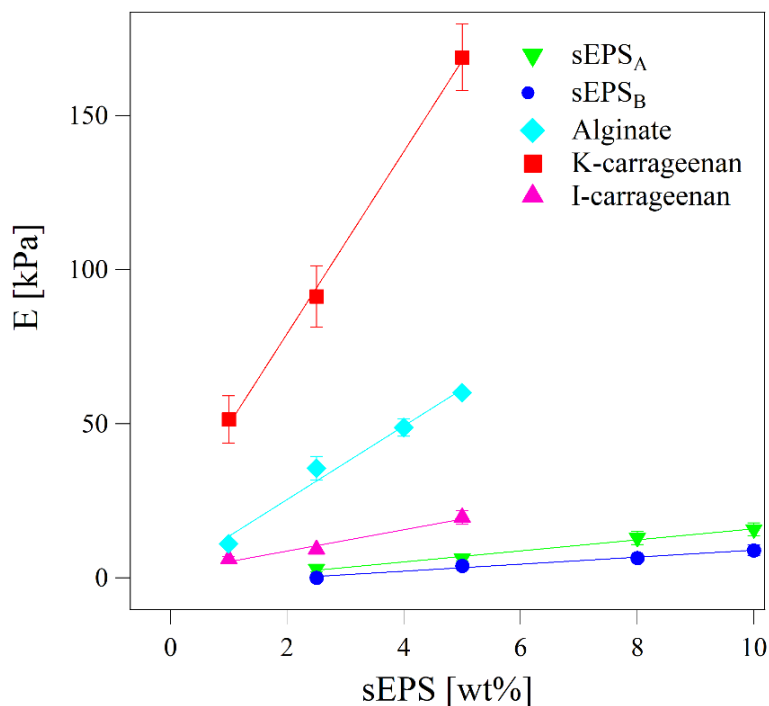 sEPSA
sEPSB
Alginate
K-carrageenan
I-carrageenan
150
100
50
0
E [kPa]
0 2 4 6 8 10
sEPS [wt%]